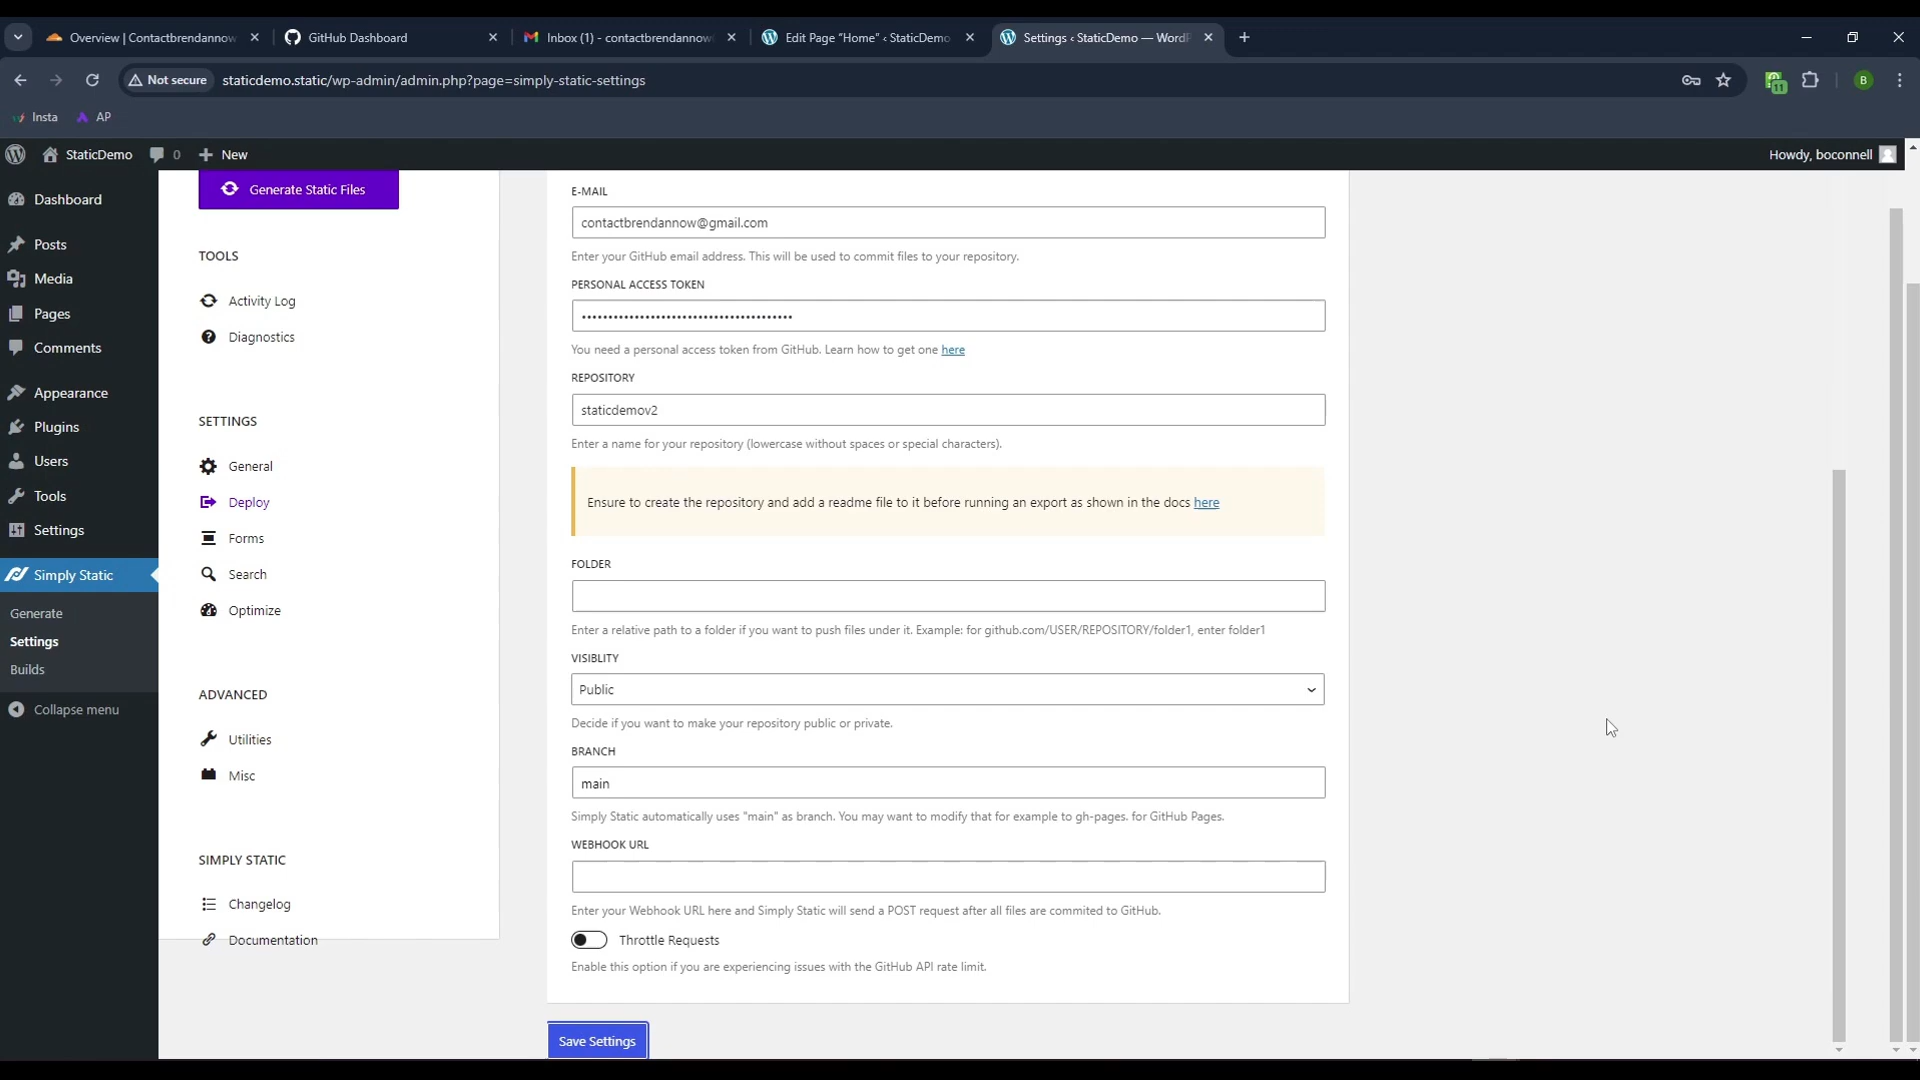 Overview | Contactbrendannow
GitHub Dashboard
Inbox (1) - contactbrendannow
Edit Page "Home" ‹ StaticDemo
Settings ‹ StaticDemo — WordP
Not secure
staticdemo.static/wp-admin/admin.php?page=simply-static-settings
11
B
Insta
AP
StaticDemo
0
New
Howdy, boconnell
Dashboard
Posts
Media
Pages
Comments
Appearance
Plugins
Users
Tools
Settings
Simply Static
Generate
Settings
Builds
Collapse menu
Generate Static Files
TOOLS
Activity Log
Diagnostics
SETTINGS
General
Deploy
Forms
Search
Optimize
ADVANCED
Utilities
Misc
SIMPLY STATIC
Changelog
Documentation
E-MAIL
contactbrendannow@gmail.com
Enter your GitHub email address. This will be used to commit files to your repository.
PERSONAL ACCESS TOKEN
••••••••••••••••••••••••••••••••••••••••
You need a personal access token from GitHub. Learn how to get one here
REPOSITORY
staticdemov2
Enter a name for your repository (lowercase without spaces or special characters).
Ensure to create the repository and add a readme file to it before running an export as shown in the docs here
FOLDER
Enter a relative path to a folder if you want to push files under it. Example: for github.com/USER/REPOSITORY/folder1, enter folder1
VISIBLITY
Public
Decide if you want to make your repository public or private.
BRANCH
main
Simply Static automatically uses "main" as branch. You may want to modify that for example to gh-pages. for GitHub Pages.
WEBHOOK URL
Enter your Webhook URL here and Simply Static will send a POST request after all files are commited to GitHub.
Throttle Requests
Enable this option if you are experiencing issues with the GitHub API rate limit.
Save Settings